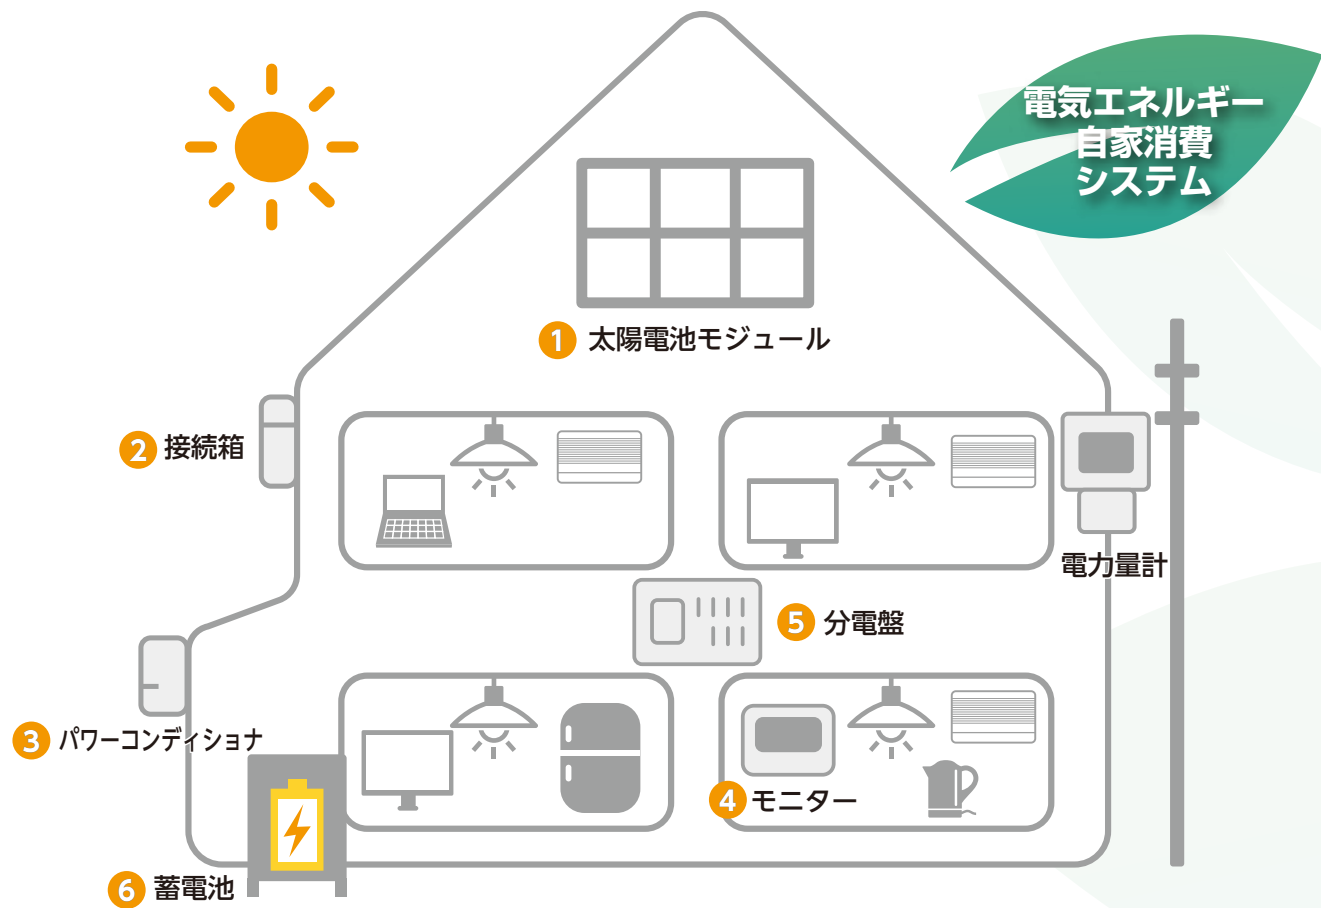 電気エネルギー
自家消費
システム
1 太陽電池モジュール
2 接続箱
電力量計
5 分電盤
3 パワーコンディショナ
4 モニター
6 蓄電池